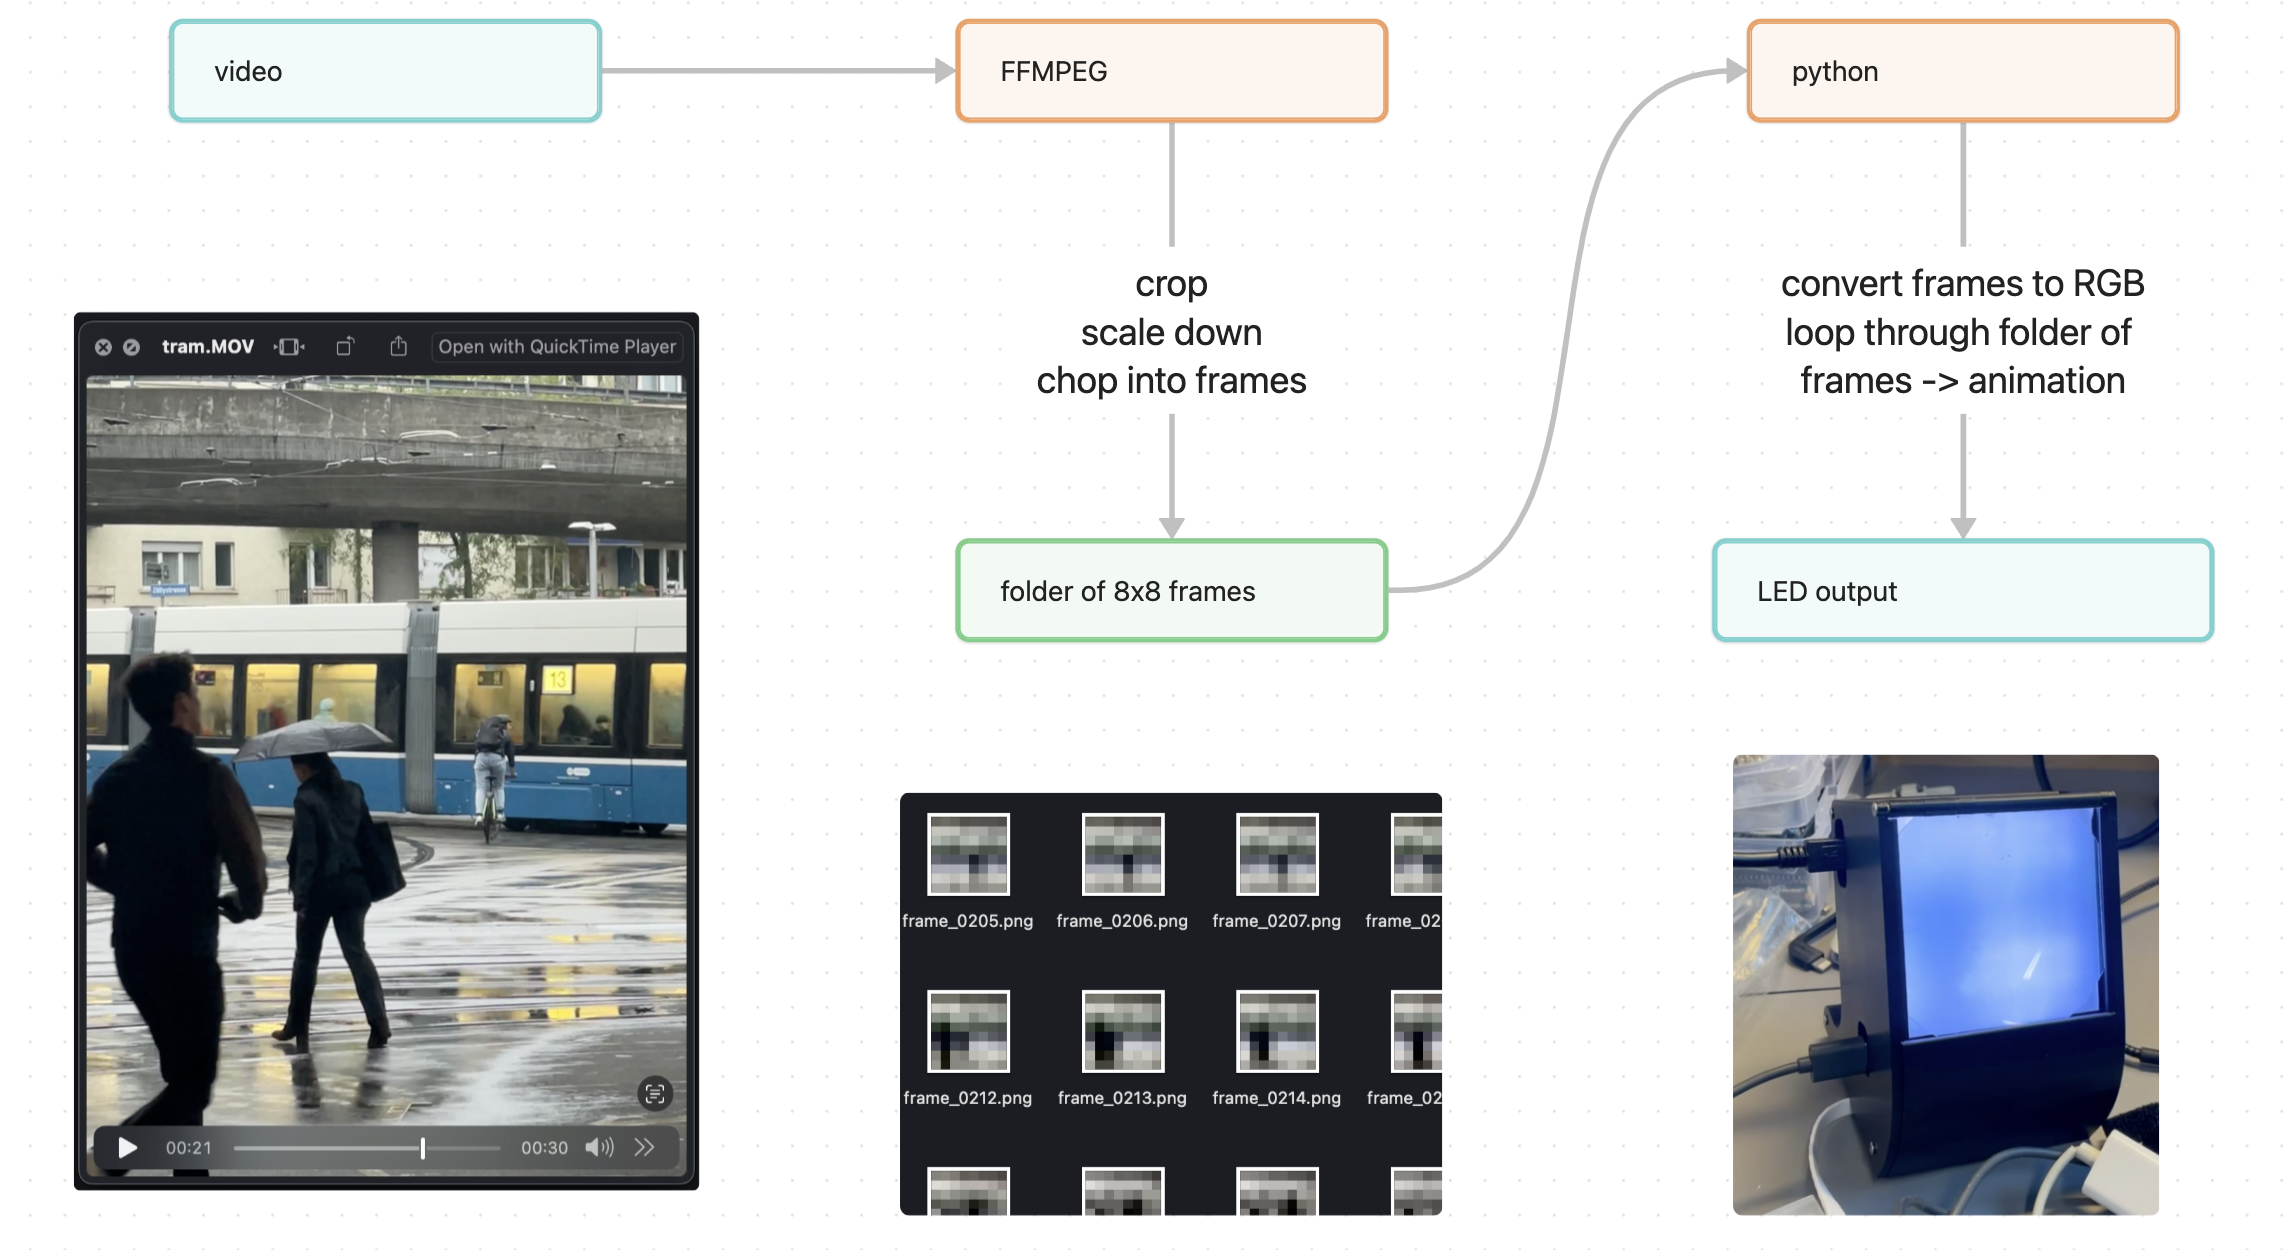 video
FFMPEG
python
crop
scale down
chop into frames
convert frames to RGB
loop through folder of
frames -> animation
folder of 8x8 frames
LED output
tram.MOV
Open with QuickTime Player
13
00:21
00:30
frame_0205.png
frame_0206.png
frame_0207.png
frame_02
frame_0212.png
frame_0213.png
frame_0214.png
frame_02